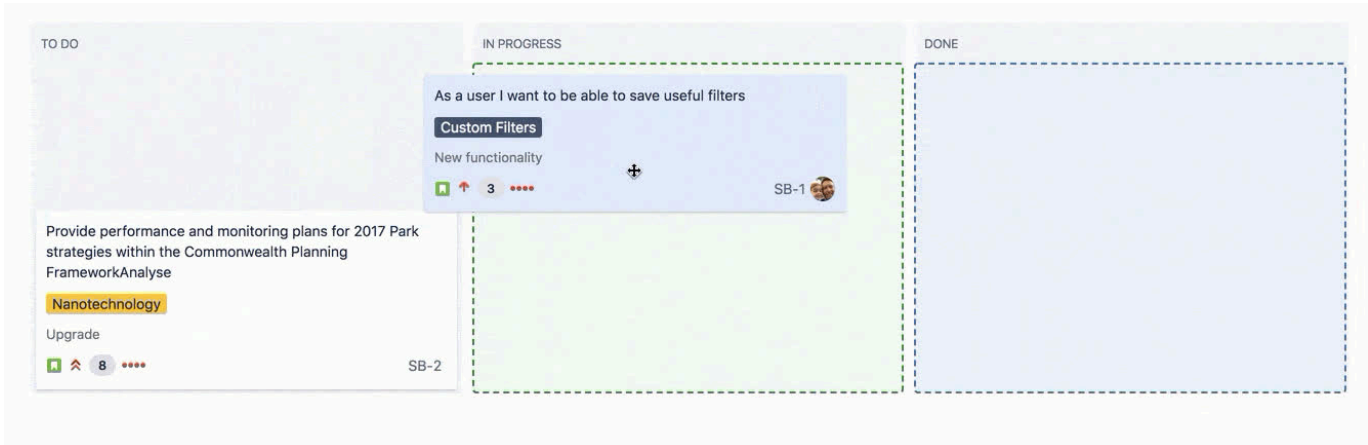 TO DO
IN PROGRESS
DONE
As a user I want to be able to save useful filters
Custom Filters
New functionality
3
SB-1
Provide performance and monitoring plans for 2017 Park
strategies within the Commonwealth Planning
FrameworkAnalyse
Nanotechnology
Upgrade
8
SB-2